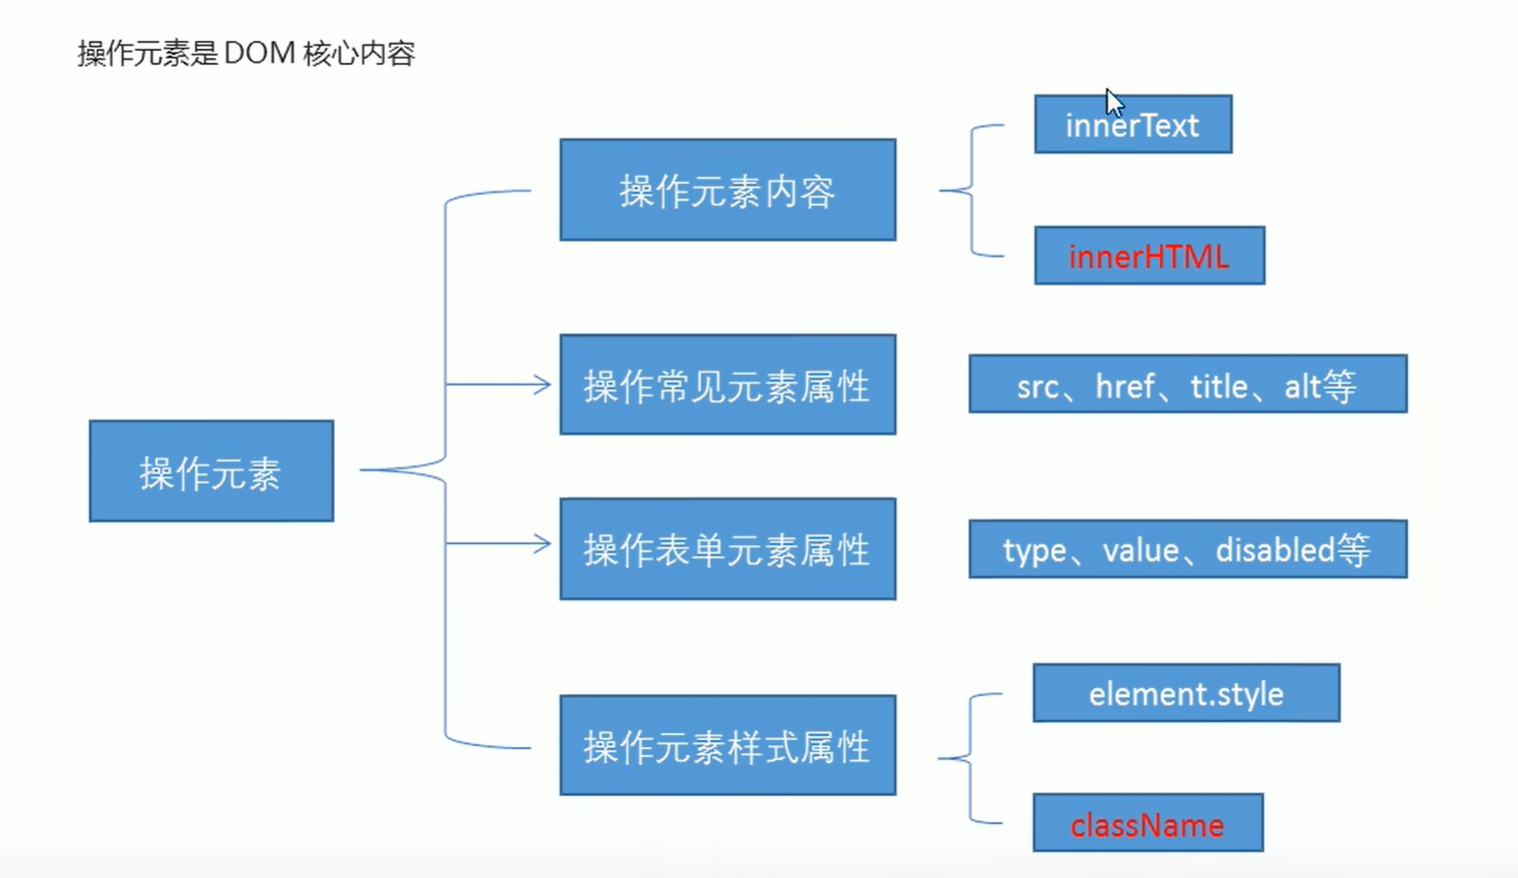 操作元素是DOM 核心内容
操作元素
操作元素内容
innerText
innerHTML
操作常见元素属性
src、href、title、alt等
操作表单元素属性
type、value、disabled等
操作元素样式属性
element.style
className